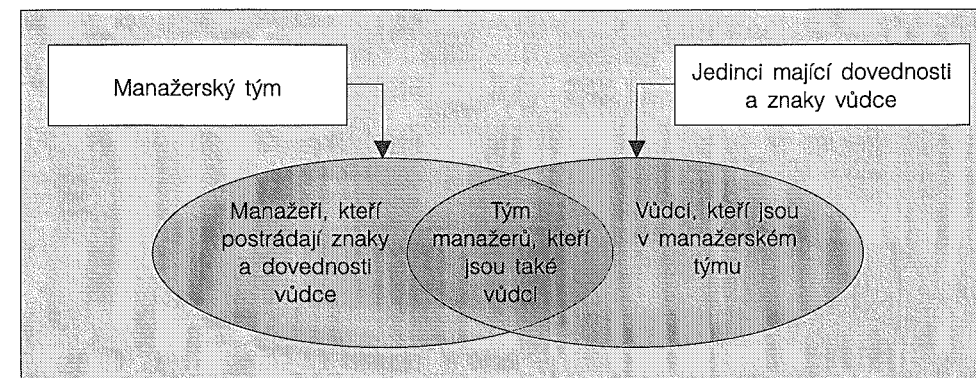 Manažerský tým
Jedinci mající dovednosti
a znaky vůdce
Manažeři, kteří
postrádají znaky
a dovednosti
vůdce
Tým
manažerů, kteří
jsou také
vůdci
Vůdci, kteří jsou
v manažerském
týmu